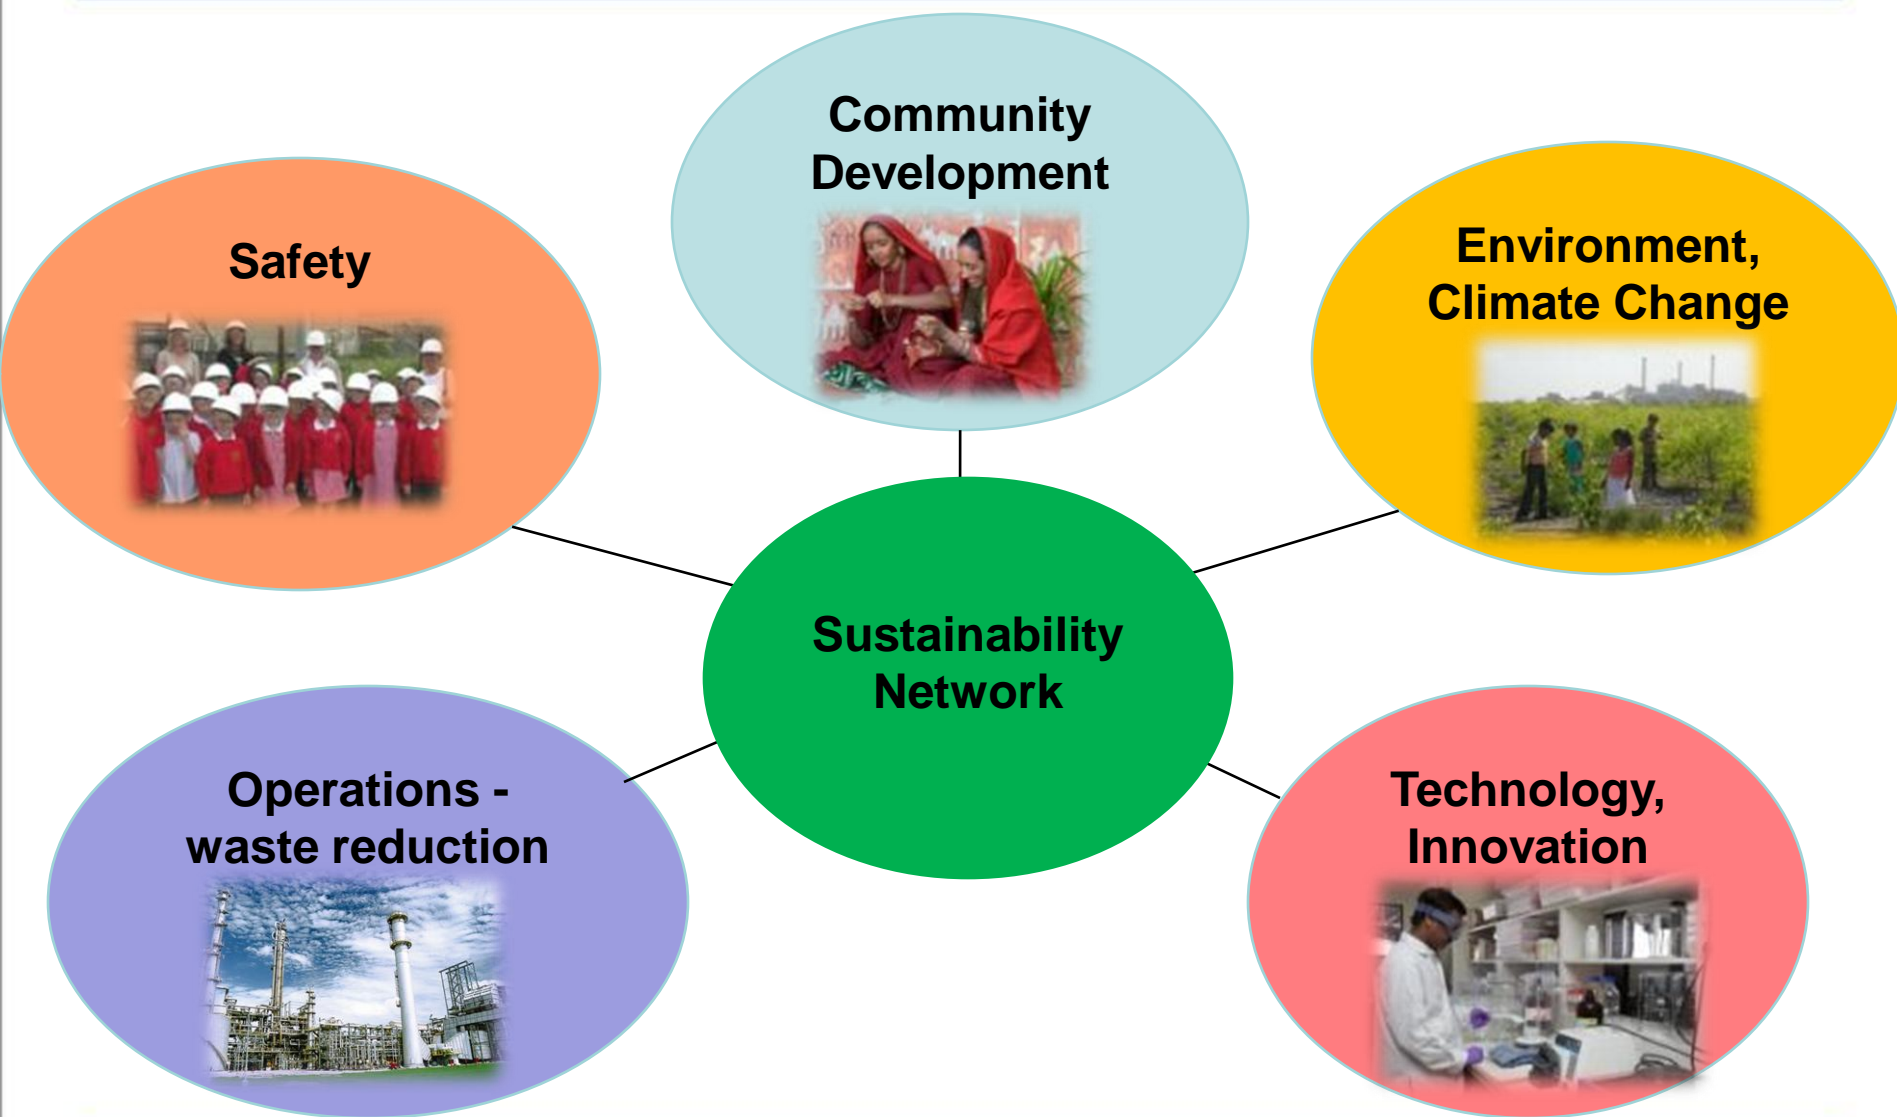 Community
Development
Safety
Environment,
Climate Change
Sustainability
Network
Operations -
waste reduction
Technology,
Innovation